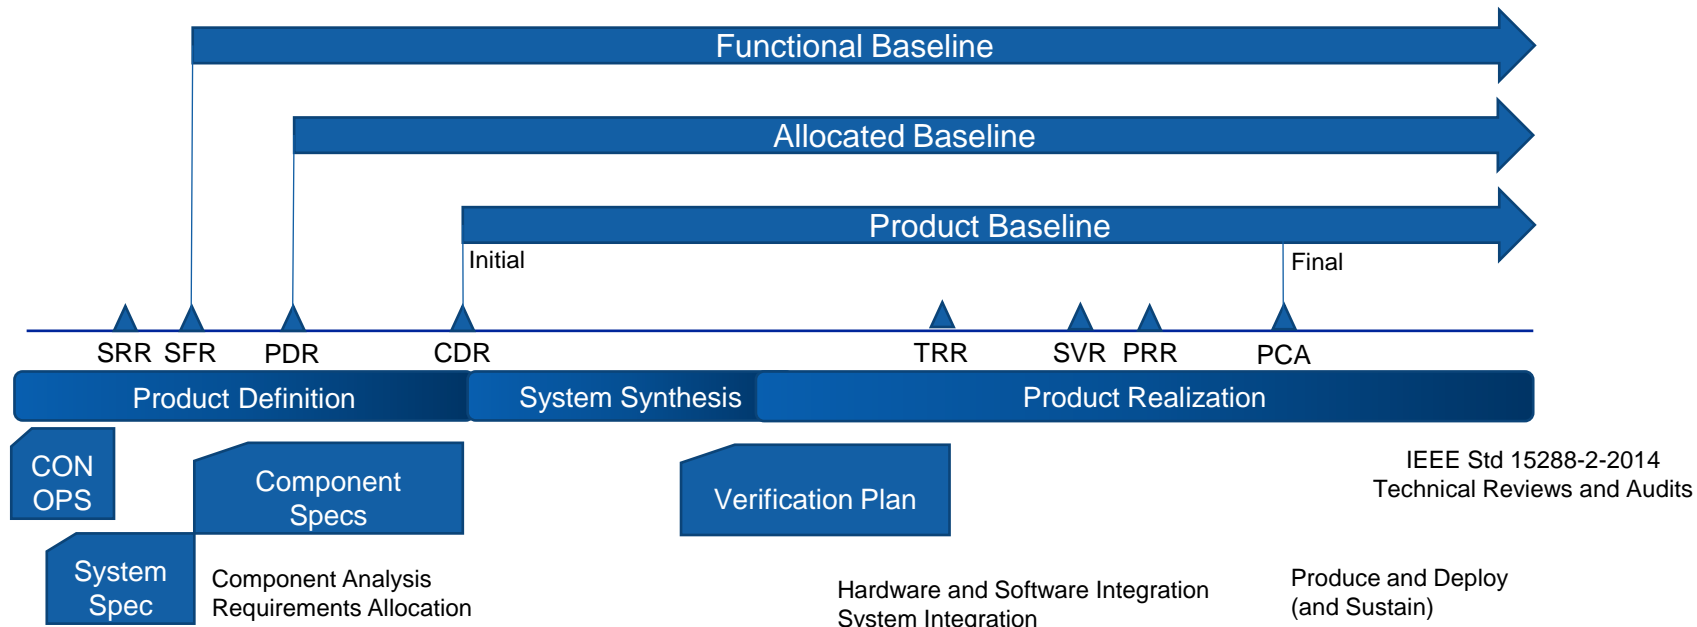 Functional Baseline
Allocated Baseline
Product Baseline
Initial
Final
SRR SFR PDR CDR TRR SVR PRR PCA
Product Definition System Synthesis Product Realization
CON
OPS
Component
Specs
Verification Plan
IEEE Std 15288-2-2014
Technical Reviews and Audits
System
Spec
Component Analysis
Requirements Allocation
Hardware and Software Integration
System Integration
Produce and Deploy
(and Sustain)